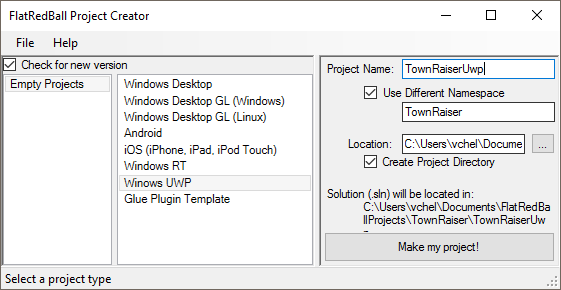 FlatRedBall Project Creator
File Help
Check for new version
Empty Projects
Windows Desktop
Windows Desktop GL (Windows)
Windows Desktop GL (Linux)
Android
iOS (iPhone, iPad, iPod Touch)
Windows RT
Winows UWP
Glue Plugin Template
Project Name: TownRaiserUwp
Use Different Namespace
TownRaiser
Location: C:\Users\vchel\Docume ...
Create Project Directory
Solution (.sln) will be located in:
C:\Users\vchel\Documents\FlatRedBa
llProjects\TownRaiser\TownRaiserUw
Make my project!
Select a project type